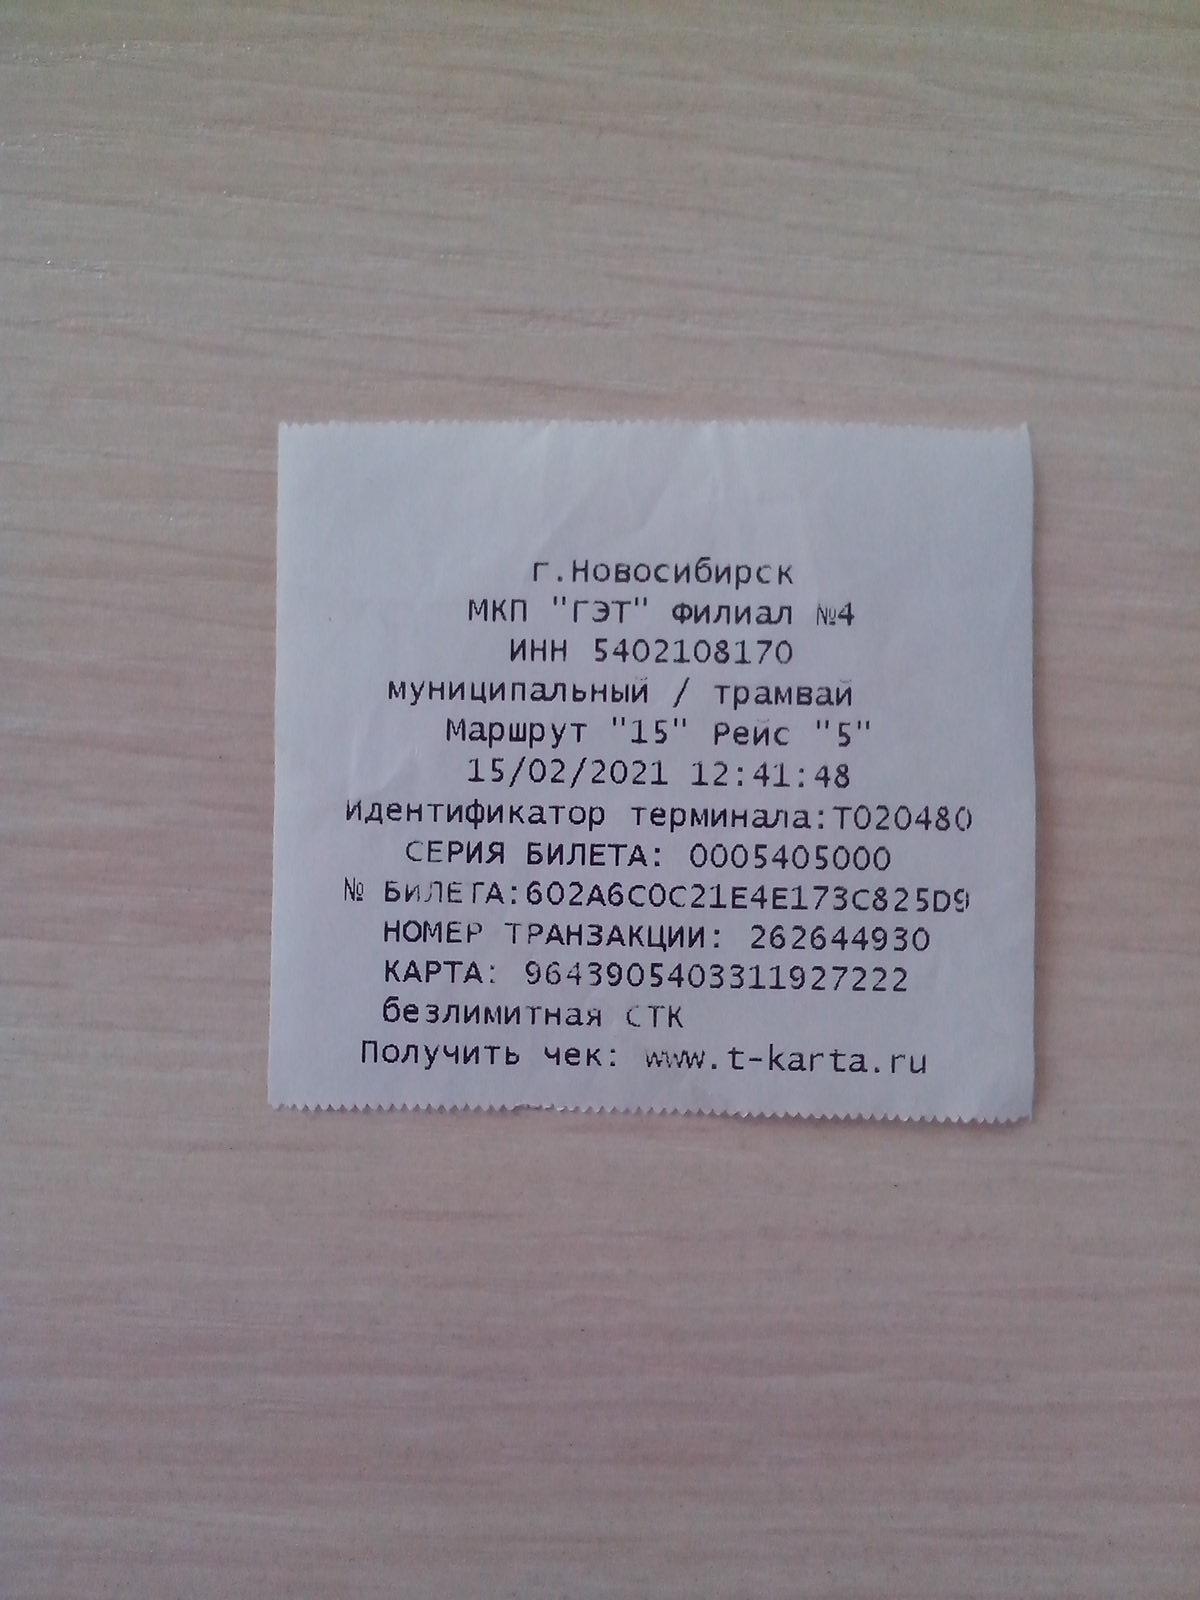 г.Новосибирск
МКП "ГЭТ" Филиал №4
ИНН 5402108170
муниципальный / трамвай
Маршрут "15" Рейс "5"
15/02/2021 12:41:48
идентификатор терминала:T020480
СЕРИЯ БИЛЕТА: 0005405000
№ БИЛЕТА:602A6C0C21E4E173C825D9
НОМЕР ТРАНЗАКЦИИ: 262644930
КАРТА: 9643905403311927222
безлимитная СТК
Получить чек: www.t-karta.ru